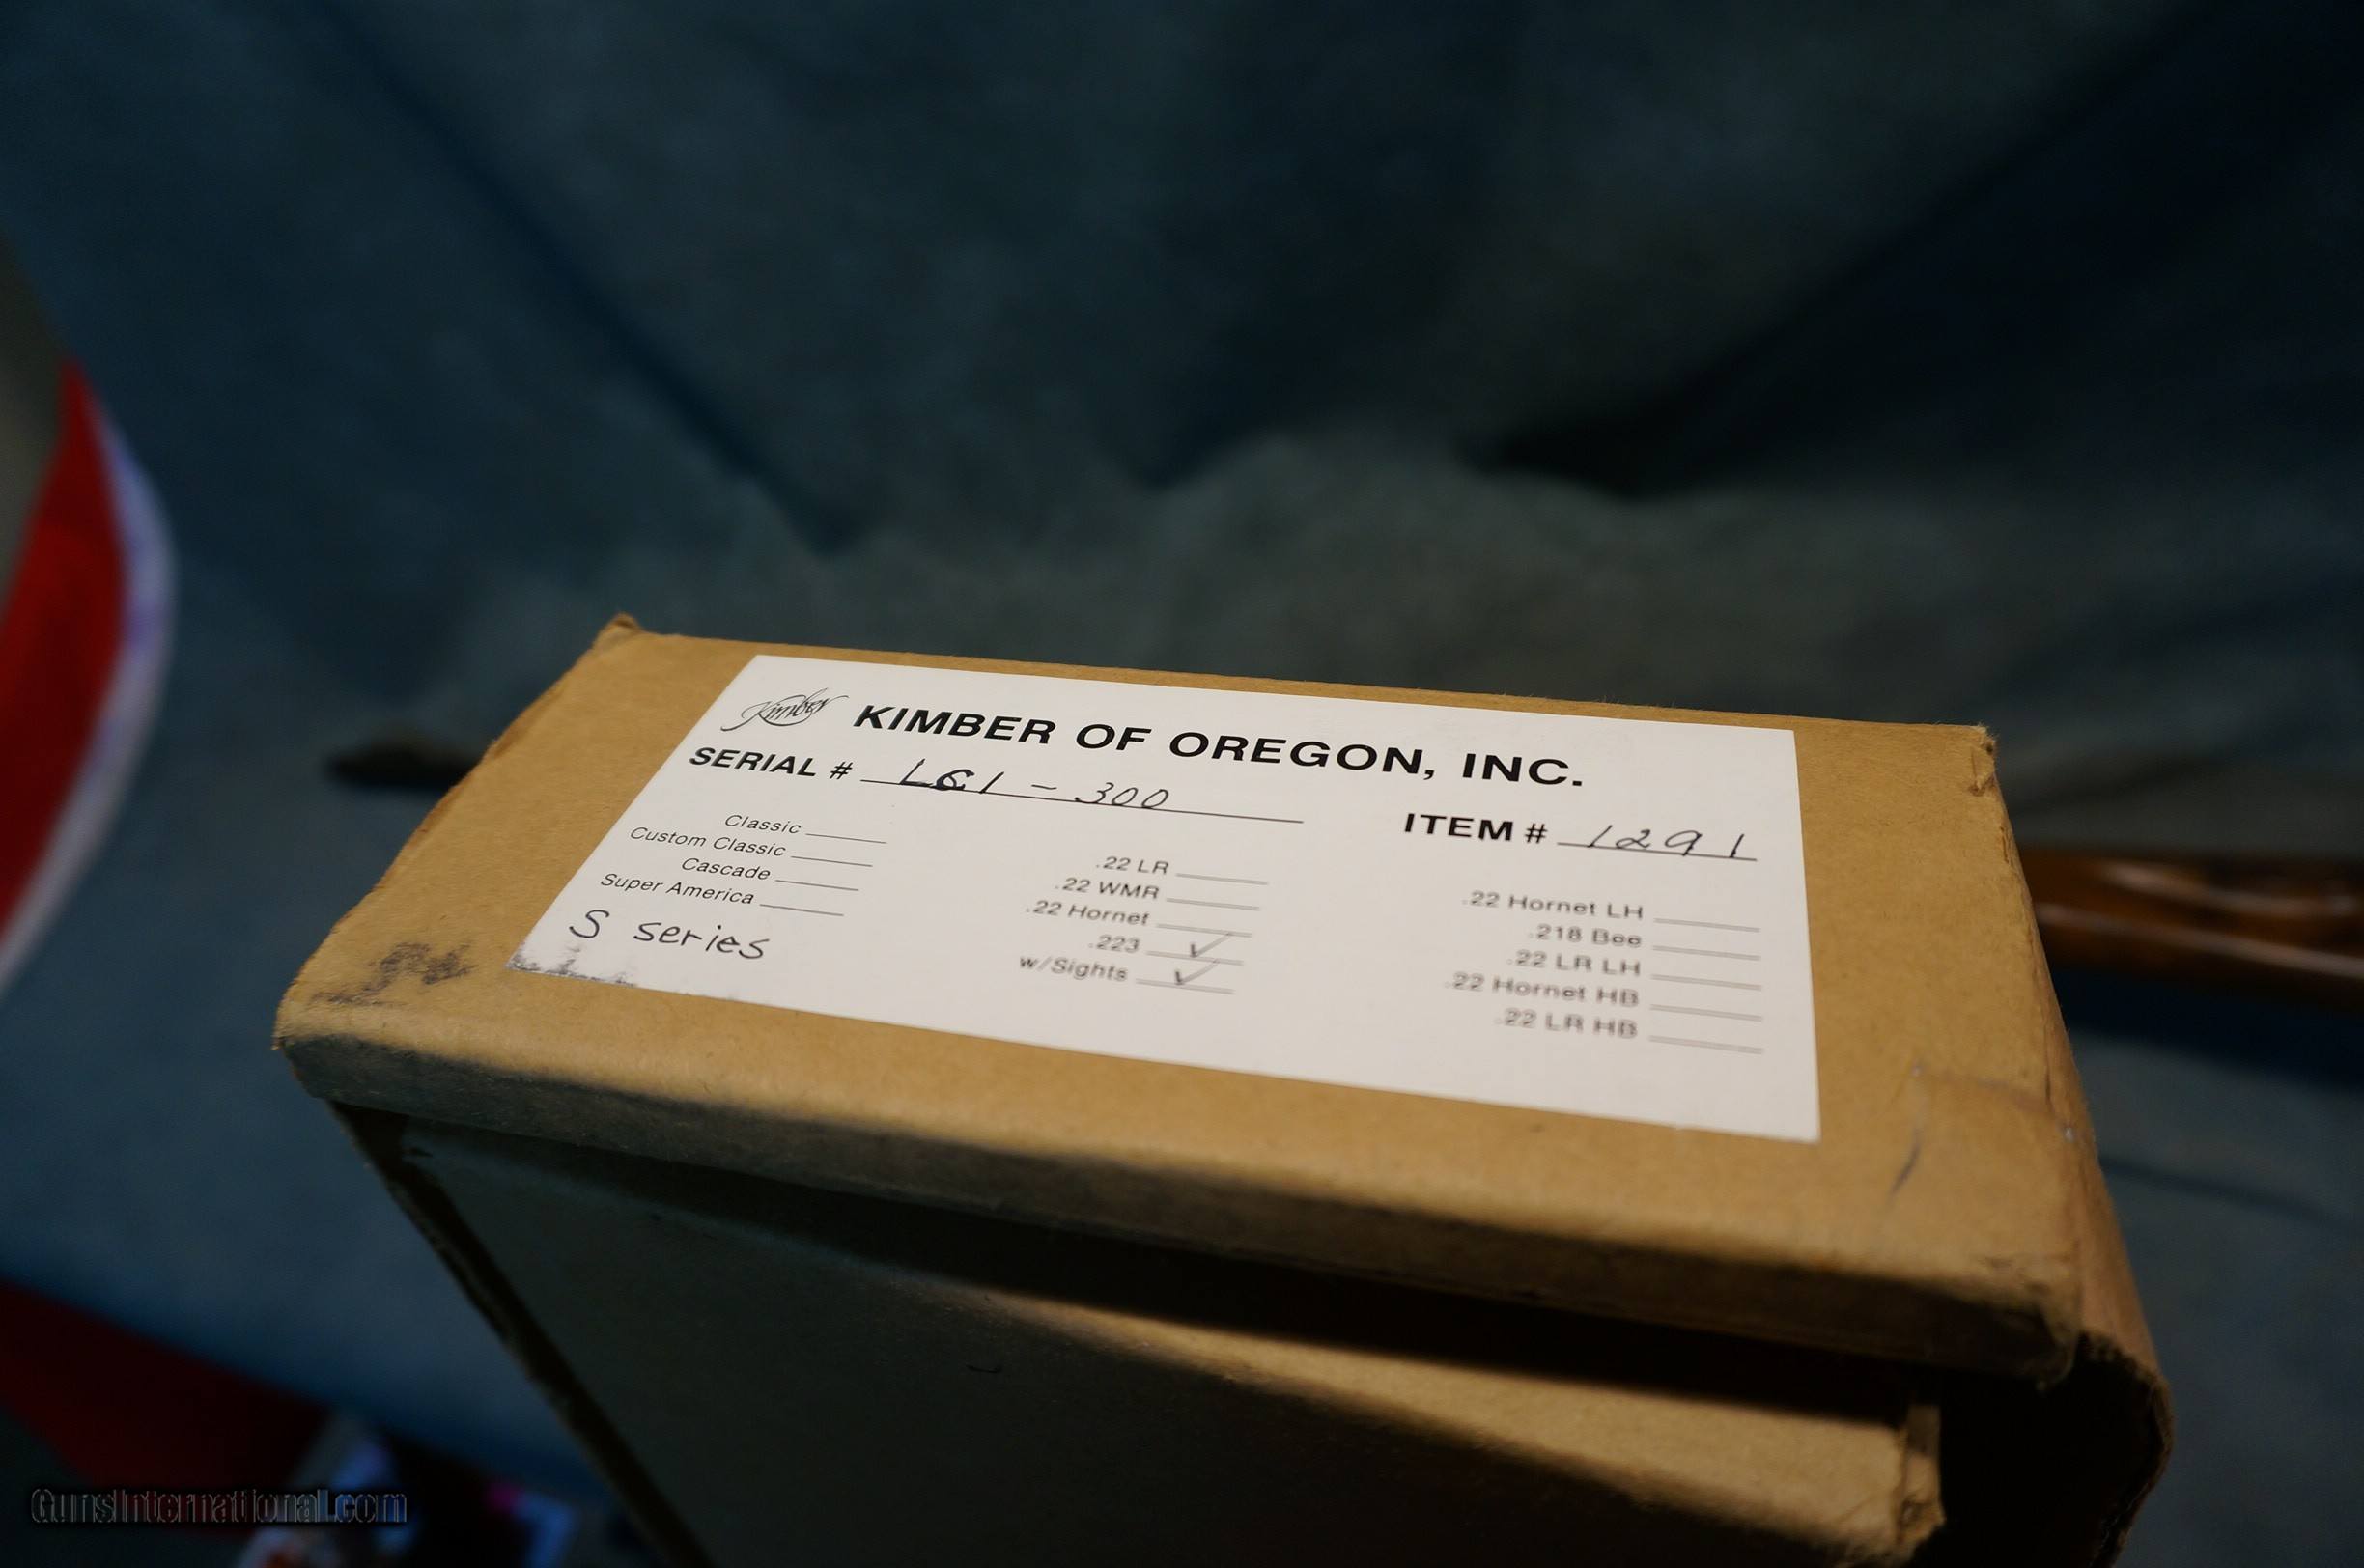 Kimber KIMBER OF OREGON, INC.
SERIAL # LC1 - 300
ITEM # 1291
Classic
Custom Classic
Cascade
Super America
S series
.22 LR
.22 WMR
.22 Hornet
.223 ✓
w/Sights ✓
.22 Hornet LH
.218 Bee
.22 LR LH
.22 Hornet HB
.22 LR HB
GunsInternational.com